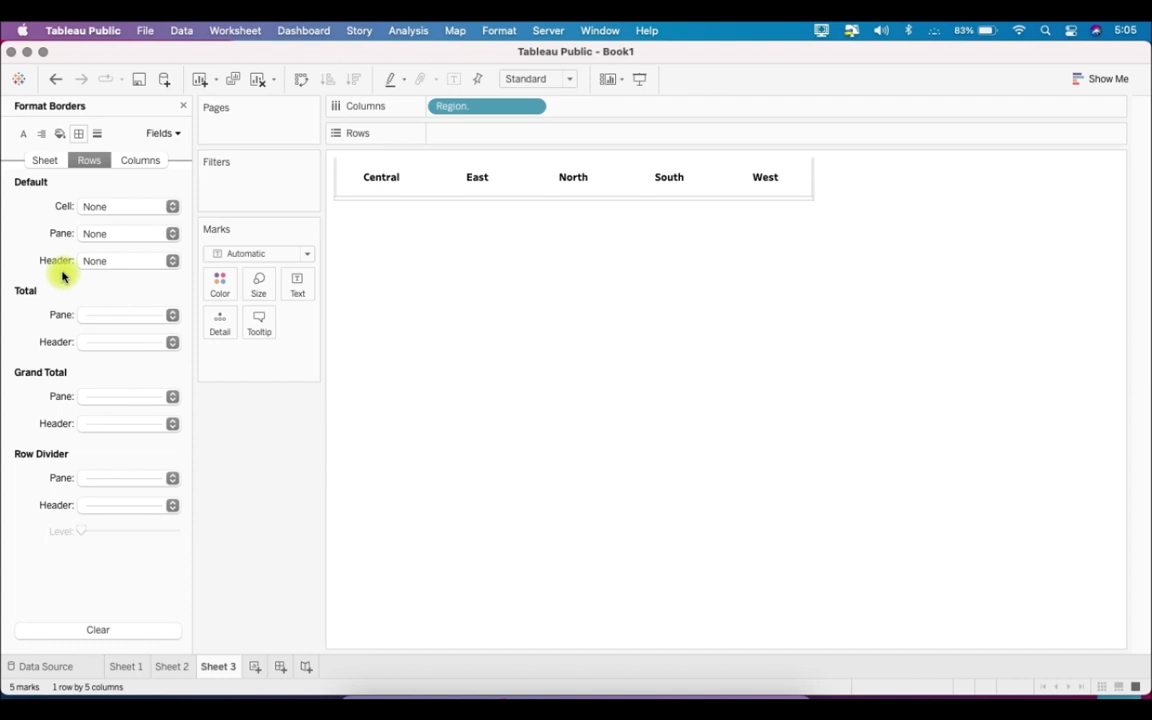 Tableau Public File Data Worksheet Dashboard Story Analysis Map Format Server Window Help 83% 5:05
Tableau Public - Book1
Standard Show Me
Format Borders
Pages
Columns Region.
A Fields
Rows
Sheet Rows Columns
Filters
Default
Central East North South West
Cell: None
Pane: None
Marks
Automatic
Header: None
Color Size Text
Total
Pane:
Detail Tooltip
Header:
Grand Total
Pane:
Header:
Row Divider
Pane:
Header:
Level:
Clear
Data Source Sheet 1 Sheet 2 Sheet 3
5 marks 1 row by 5 columns